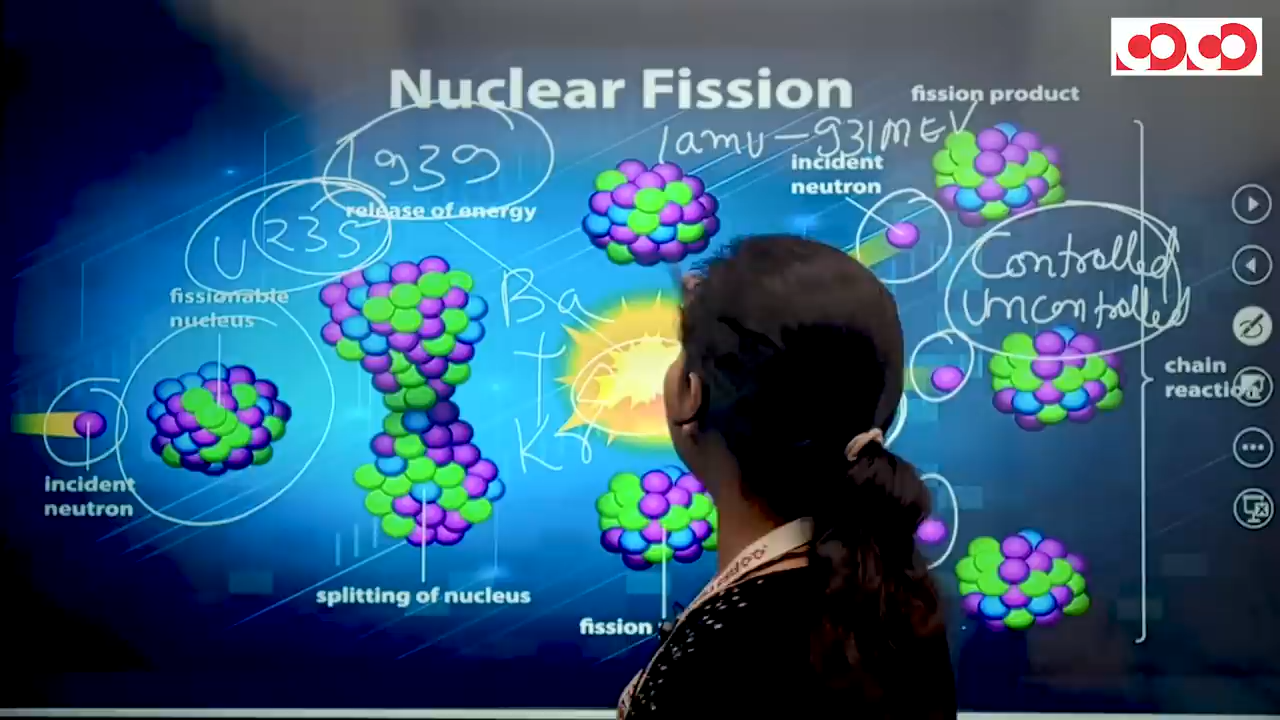 Nuclear Fission
fission product
1amu - 931MEV
1939
incident
neutron
release of energy
U 235
Controlled
Uncontrolled
fissionable
nucleus
Ba
+
Kr
chain
reaction
incident
neutron
splitting of nucleus
fission